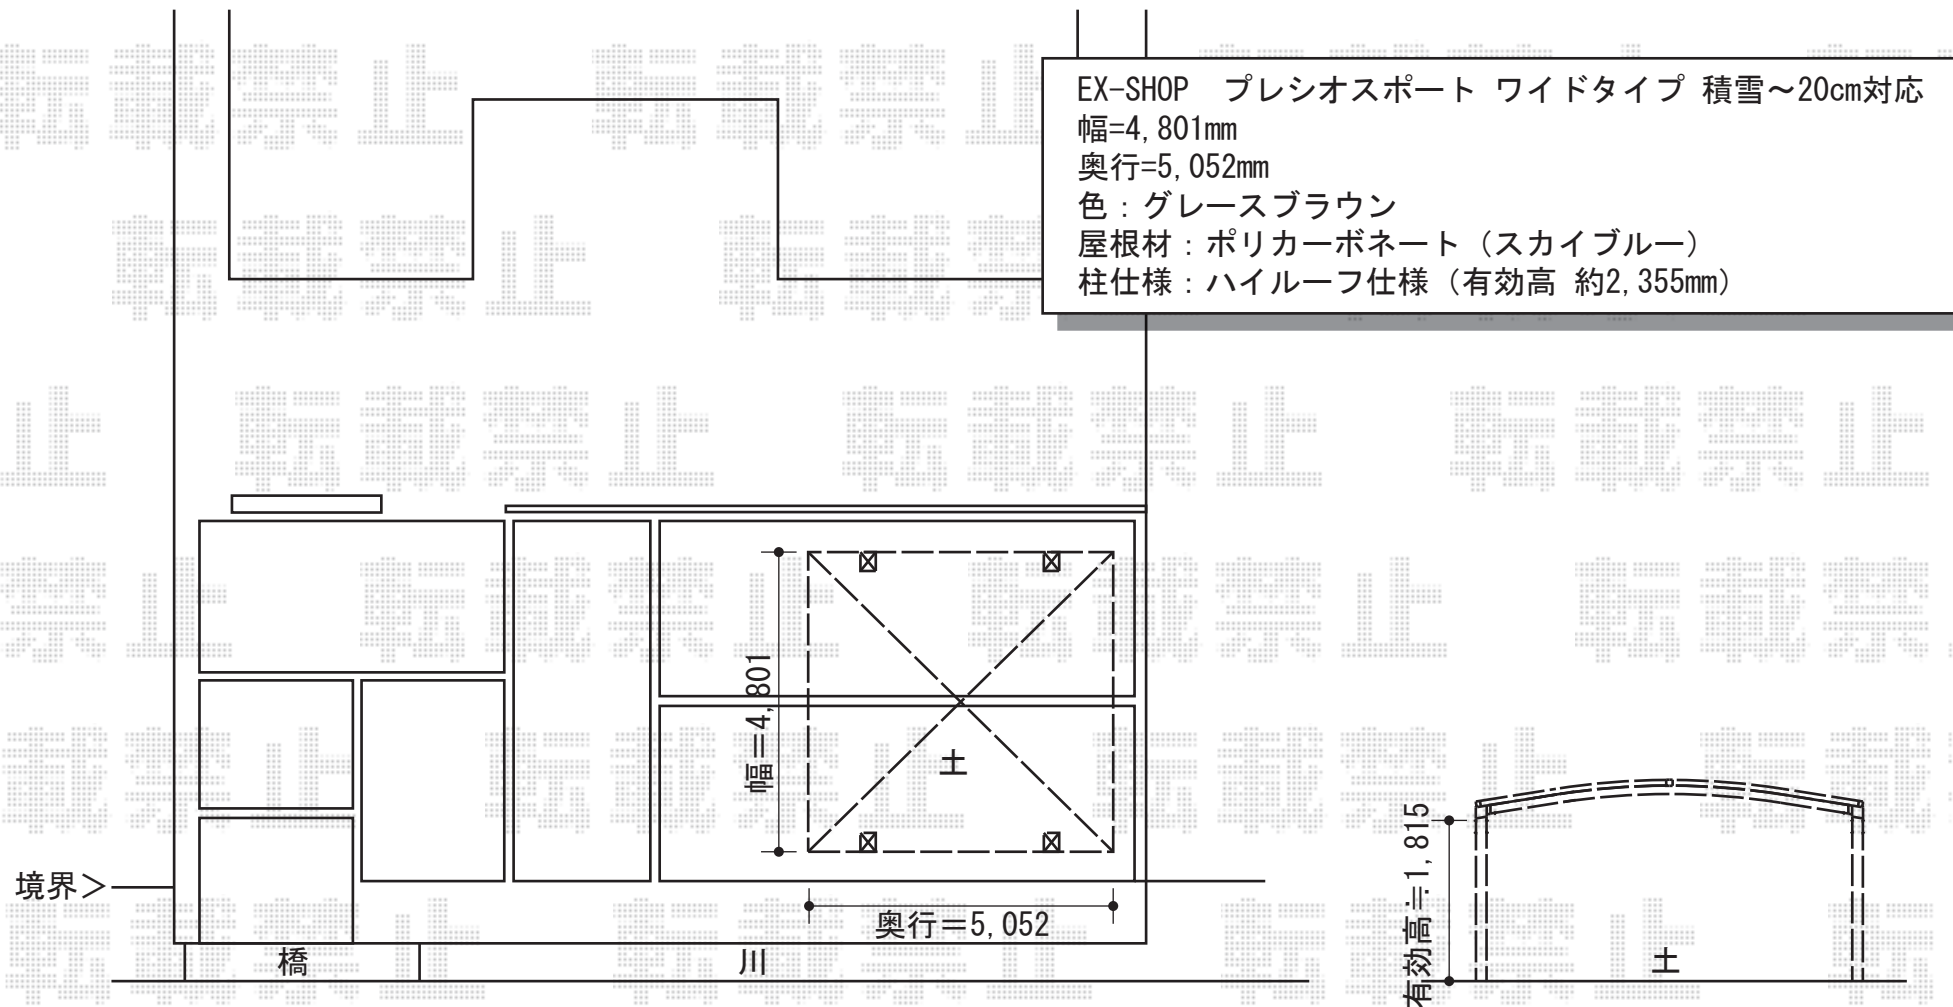 EX-SHOP プレシオスポート ワイドタイプ 積雪～20cm対応
幅=4,801mm
奥行=5,052mm
色：グレースブラウン
屋根材：ポリカーボネート（スカイブルー）
柱仕様：ハイルーフ仕様（有効高 約2,355mm）
幅＝4,801
土
境界＞
奥行＝5,052
橋
川
有効高≒1,815
土
転載禁止